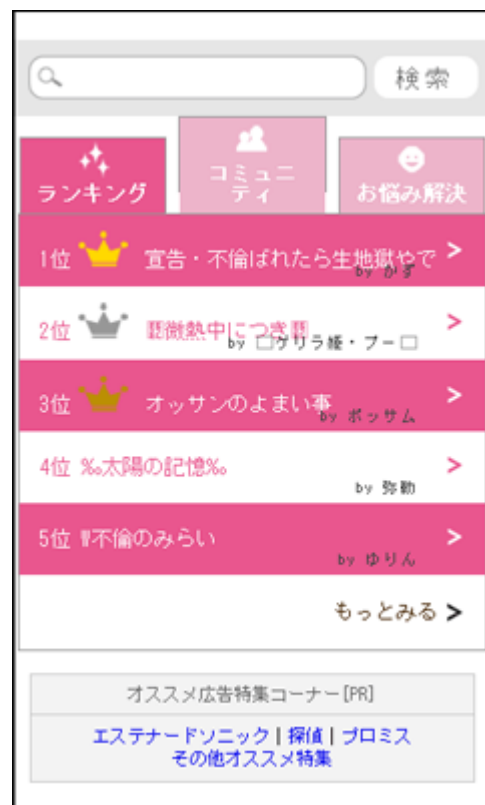 検索
ランキング
コミュニ
ティ
お悩み解決
1位 宣告・不倫ばれたら生地獄やで >
by かず
2位 微熱中につき >
by □ゲリラ姫・プー□
3位 オッサンのよまい事 >
by ポッサム
4位 ‰太陽の記憶‰ >
by 弥勒
5位 不倫のみらい >
by ゆりん
もっとみる >
オススメ広告特集コーナー[PR]
エステナードソニック | 探偵 | プロミス
その他オススメ特集